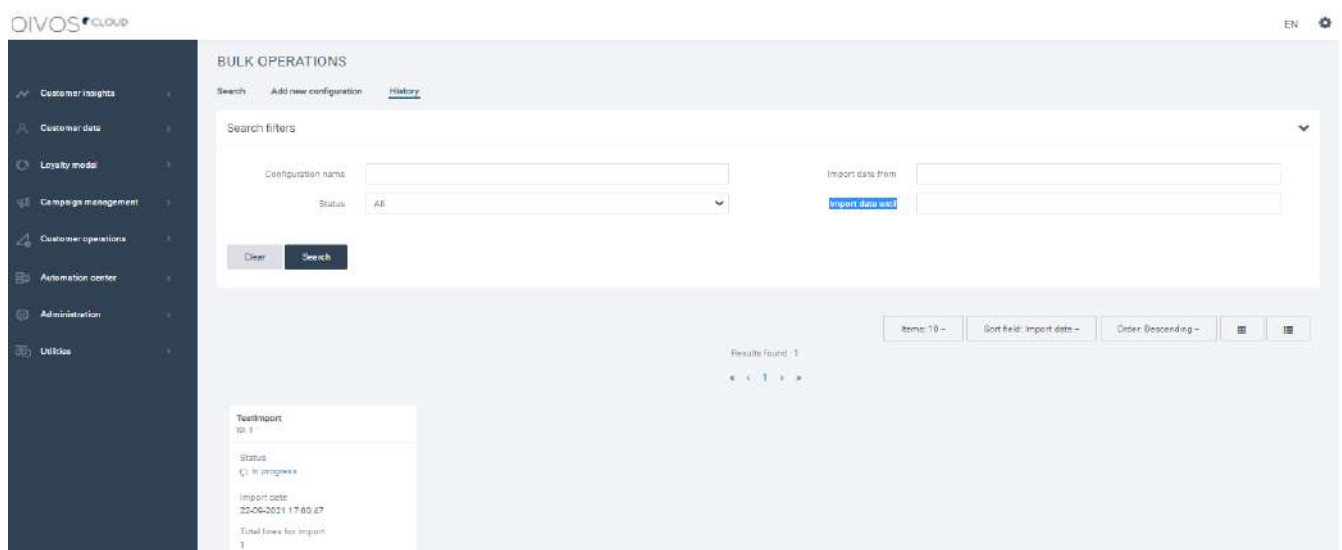 OIVOS CLOUD
EN
BULK OPERATIONS
Search Add new configuration History
Customer insights
Customer data
Loyalty model
Campaign management
Customer operations
Automation center
Administration
Utilities
Search filters
Configuration name
Import date from
Status All
Import date until
Clear Search
Items: 10
Sort field: Import date
Order: Descending
Results found 1
« ‹ 1 › »
TestImport
ID: 1
Status
In progress
Import date
22-09-2021 17:00:47
Total lines for import
1